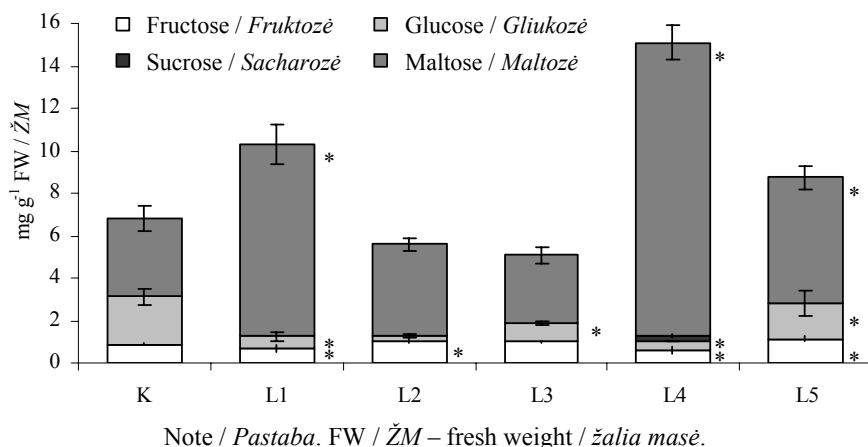 16
14
12
10
8
6
4
2
0
mg g⁻¹ FW / ŽM
Fructose / Fruktozė
Glucose / Gliukozė
Sucrose / Sacharozė
Maltose / Maltozė
*
*
*
*
*
*
*
*
*
*
*
K L1 L2 L3 L4 L5
Note / Pastaba. FW / ŽM – fresh weight / žalia masė.